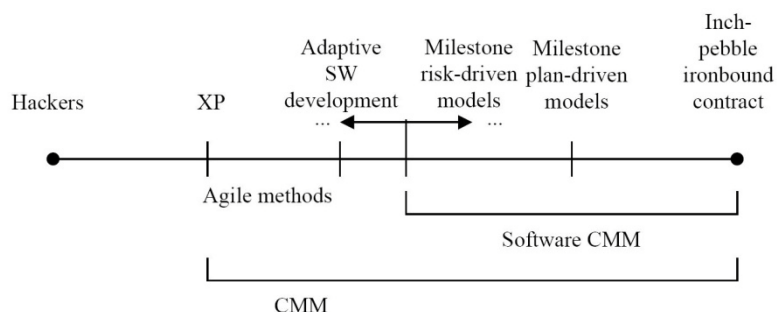 Hackers
XP
Adaptive
SW
development
...
Milestone
risk-driven
models
...
Milestone
plan-driven
models
Inch-
pebble
ironbound
contract
Agile methods
Software CMM
CMM